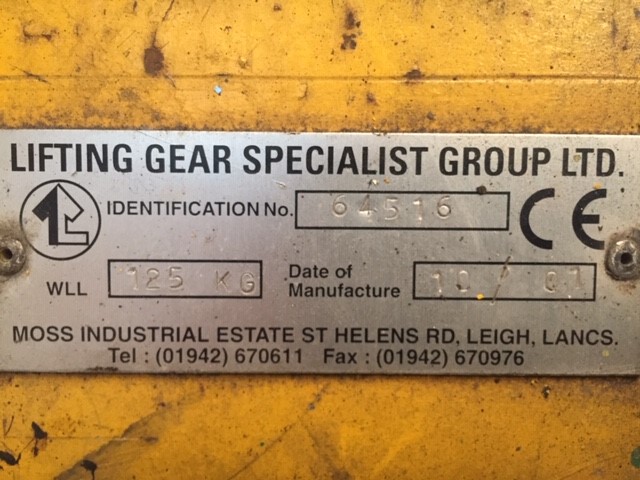 LIFTING GEAR SPECIALIST GROUP LTD.
IDENTIFICATION No. 64516 CE
WLL 125 KG Date of Manufacture 10 / 01
MOSS INDUSTRIAL ESTATE ST HELENS RD, LEIGH, LANCS.
Tel : (01942) 670611 Fax : (01942) 670976